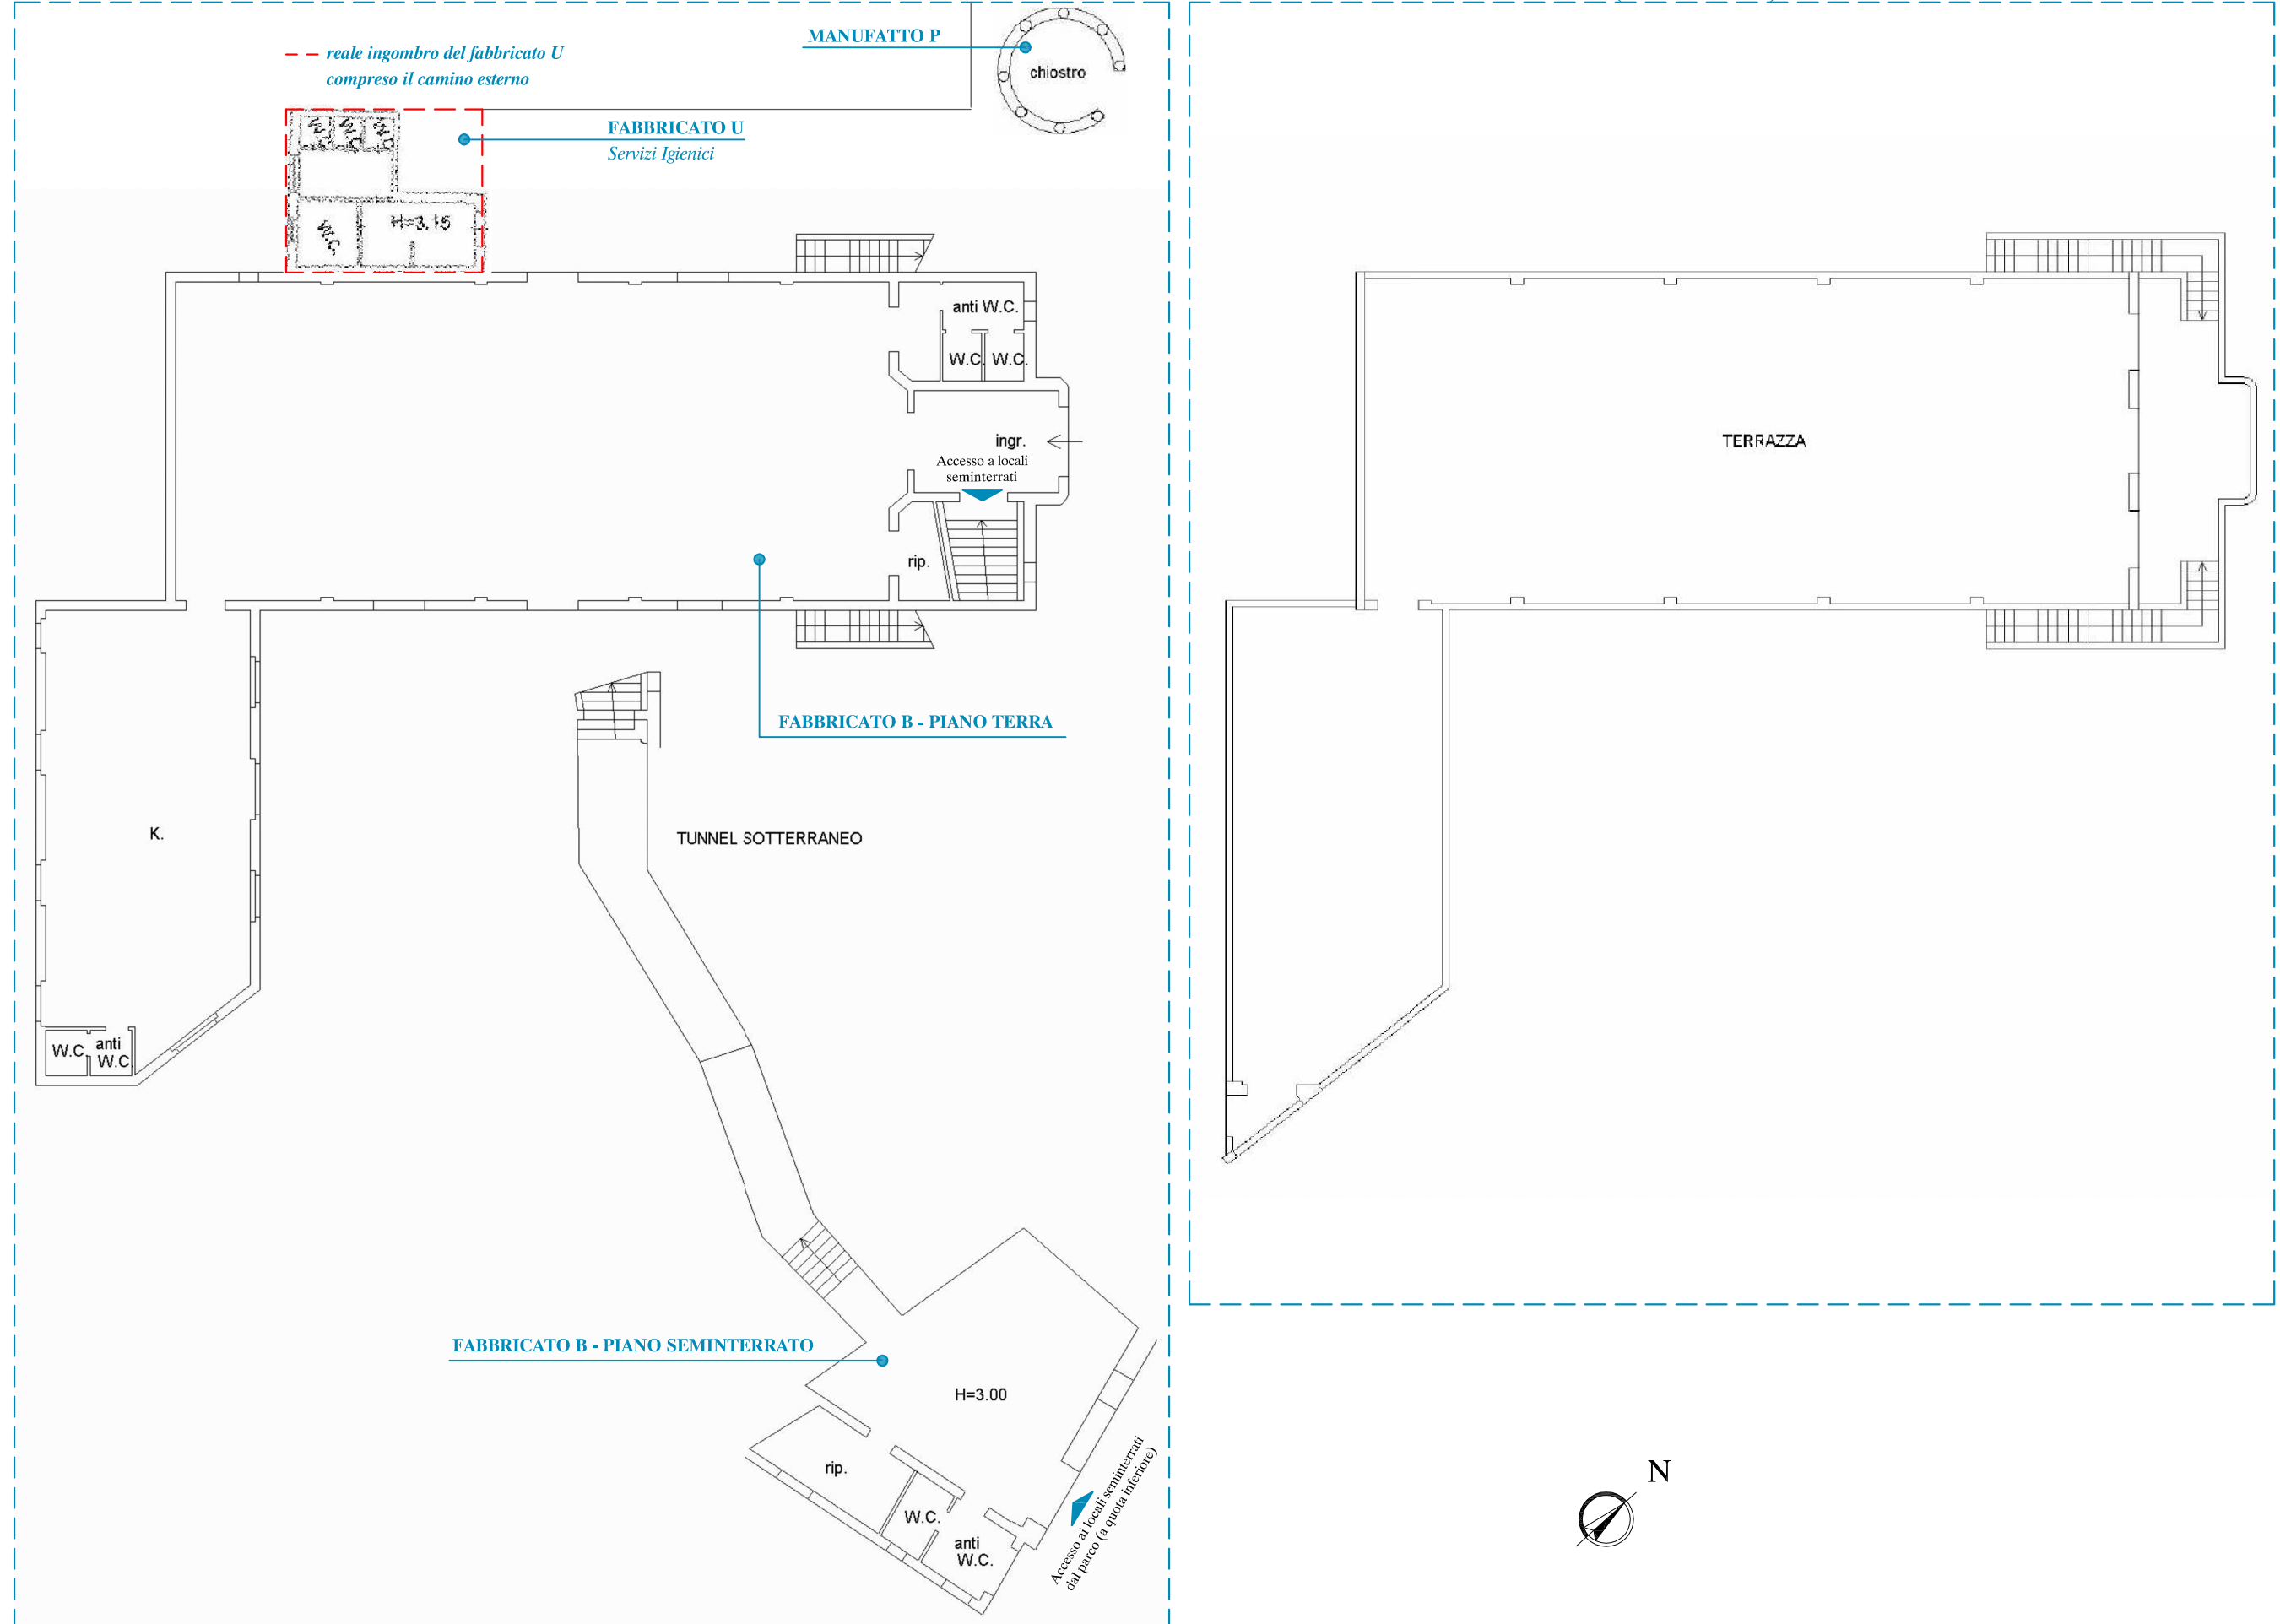 MANUFATTO P
reale ingombro del fabbricato U
compreso il camino esterno
chiostro
W.C. W.C. W.C.
FABBRICATO U
Servizi Igienici
W.C.
H=3.15
anti W.C.
W.C. W.C.
ingr.
Accesso a locali
seminterrati
rip.
TERRAZZA
FABBRICATO B - PIANO TERRA
K.
TUNNEL SOTTERRANEO
W.C.
anti
W.C.
FABBRICATO B - PIANO SEMINTERRATO
H=3.00
rip.
W.C.
anti
W.C.
Accesso ai locali seminterrati
dal parco (a quota inferiore)
N